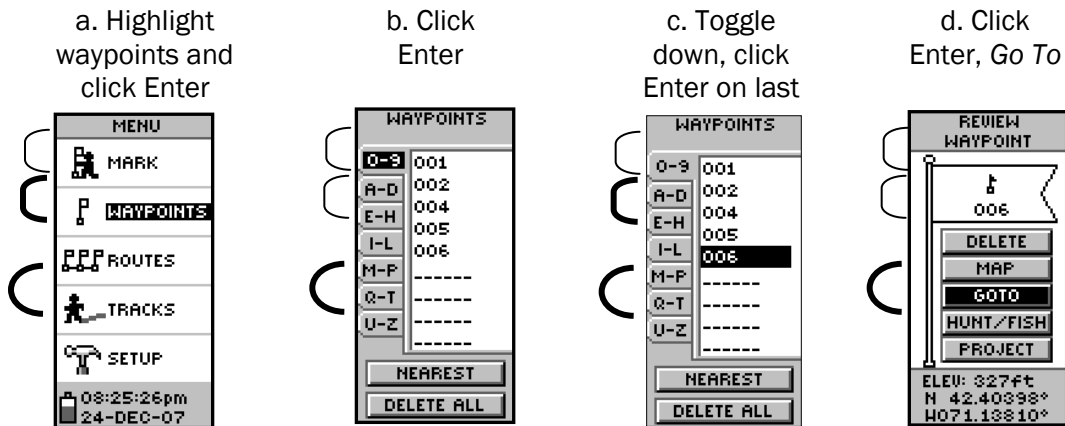 a. Highlight
waypoints and
click Enter
MENU
MARK
WAYPOINTS
ROUTES
TRACKS
SETUP
08:25:26pm
24-DEC-07
b. Click
Enter
WAYPOINTS
0-9
A-D
E-H
I-L
M-P
Q-T
U-Z
001
002
004
005
006
------
------
------
------
NEAREST
DELETE ALL
c. Toggle
down, click
Enter on last
WAYPOINTS
0-9
A-D
E-H
I-L
M-P
Q-T
U-Z
001
002
004
005
006
------
------
------
------
NEAREST
DELETE ALL
d. Click
Enter, Go To
REVIEW
WAYPOINT
006
DELETE
MAP
GOTO
HUNT/FISH
PROJECT
ELEV: 327ft
N 42.40398°
W071.13810°